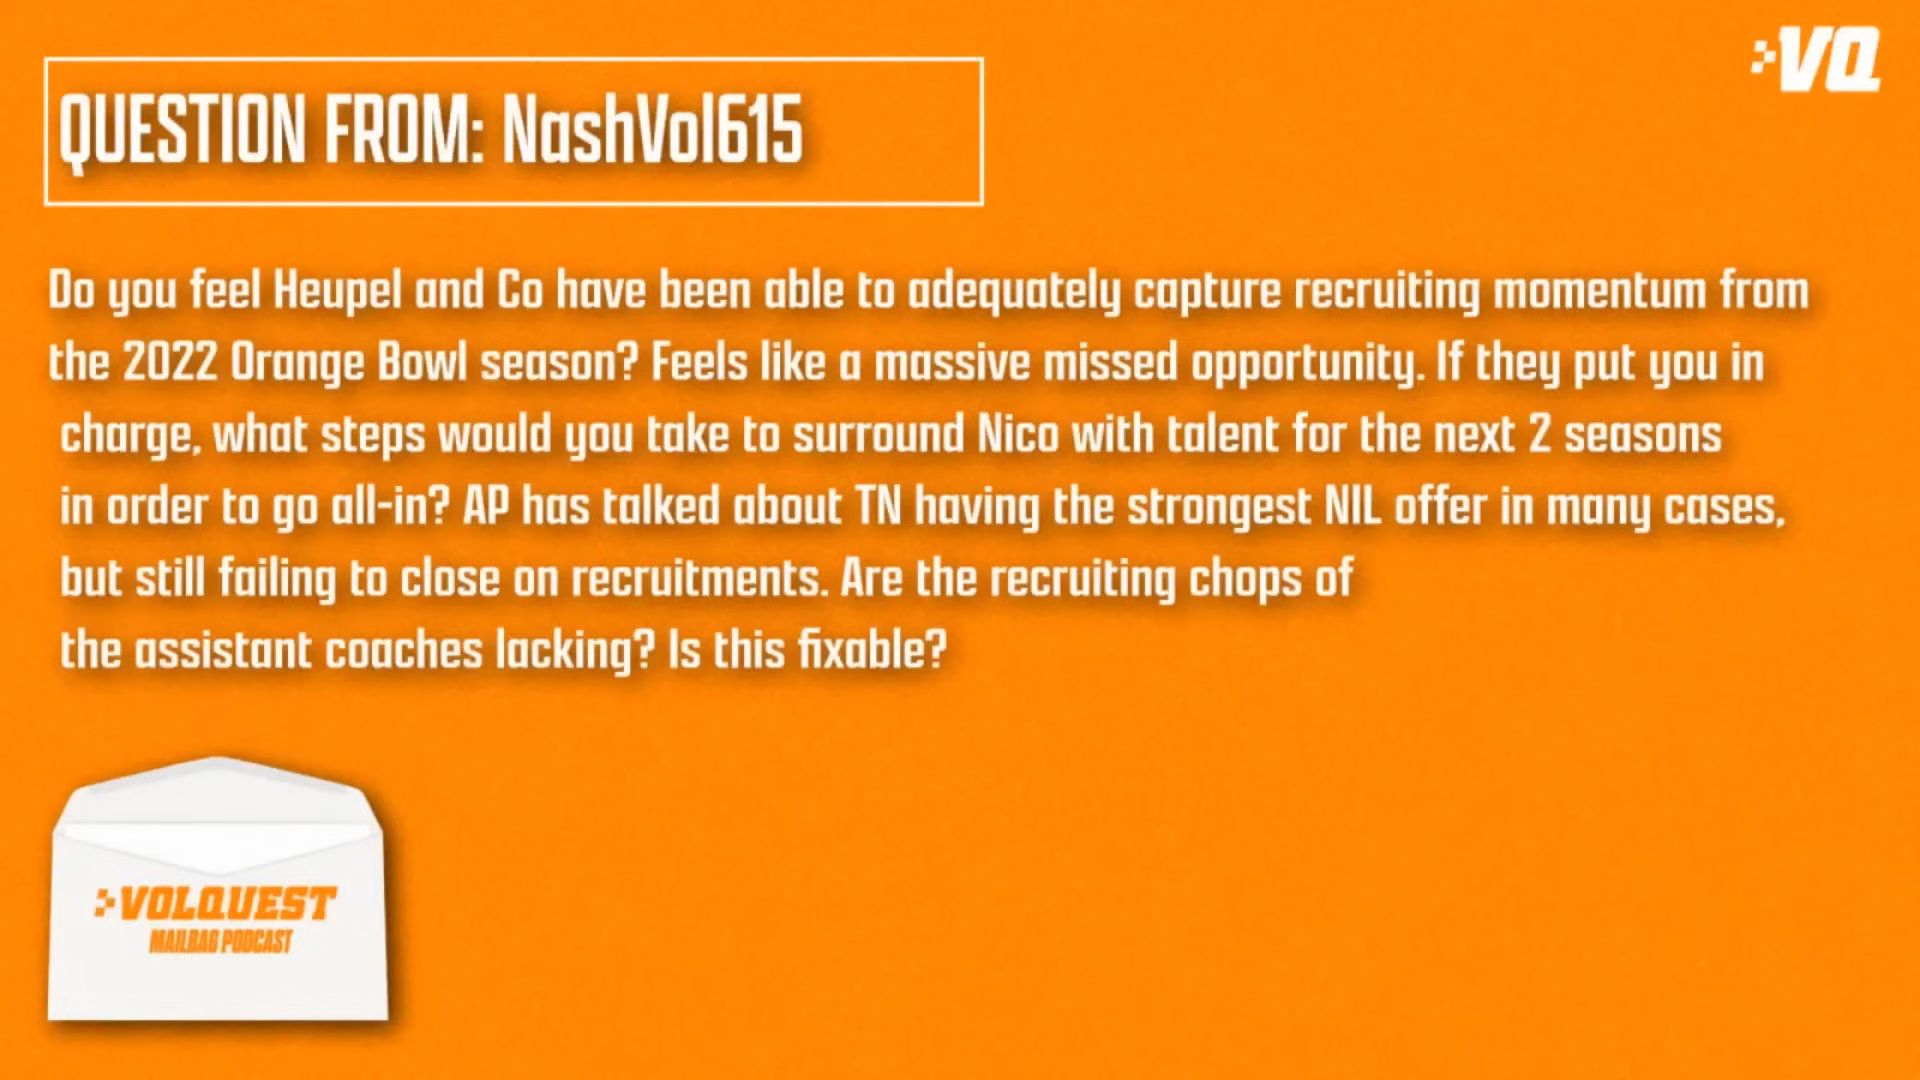 VQ
QUESTION FROM: NashVol615
Do you feel Heupel and Co have been able to adequately capture recruiting momentum from
the 2022 Orange Bowl season? Feels like a massive missed opportunity. If they put you in
charge, what steps would you take to surround Nico with talent for the next 2 seasons
in order to go all-in? AP has talked about TN having the strongest NIL offer in many cases,
but still failing to close on recruitments. Are the recruiting chops of
the assistant coaches lacking? Is this fixable?
VOLQUEST
MAILBAG PODCAST